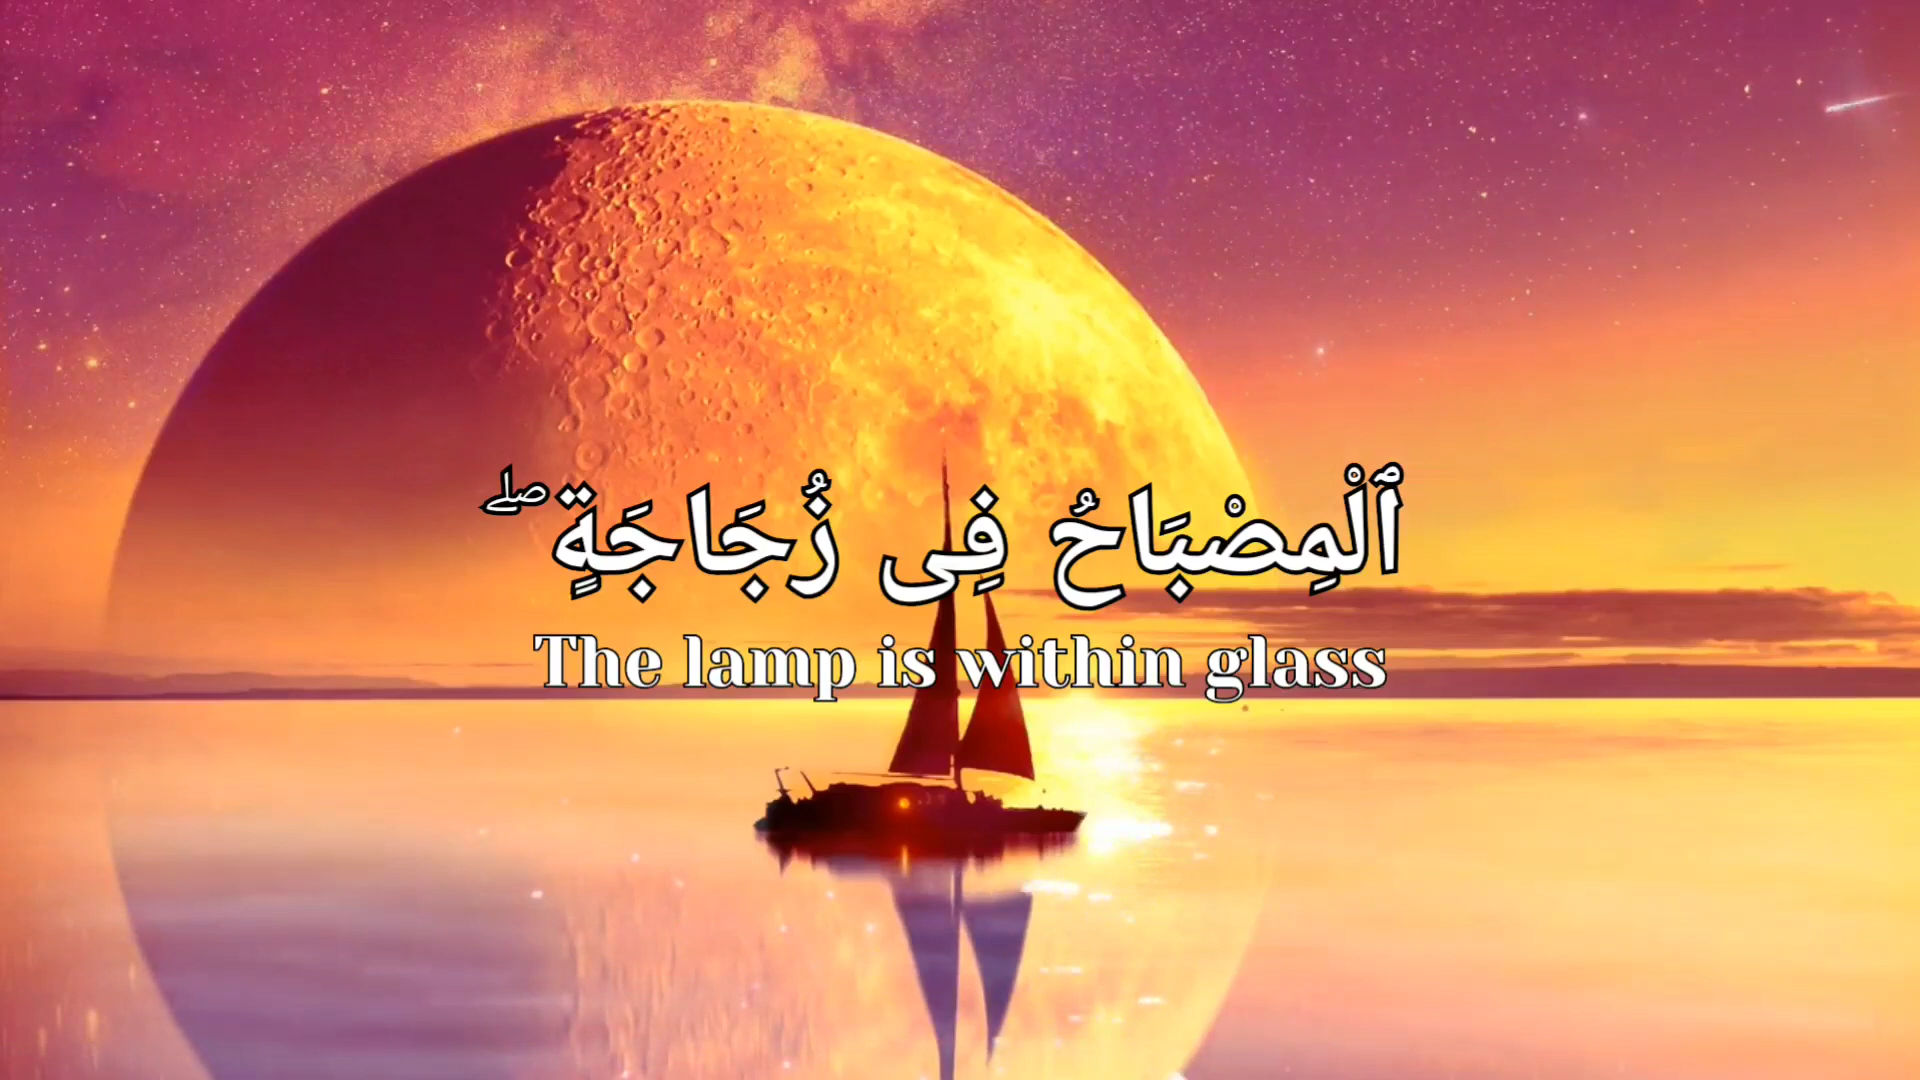 ٱلْمِصْبَاحُ فِى زُجَاجَةٍ ۖ
The lamp is within glass